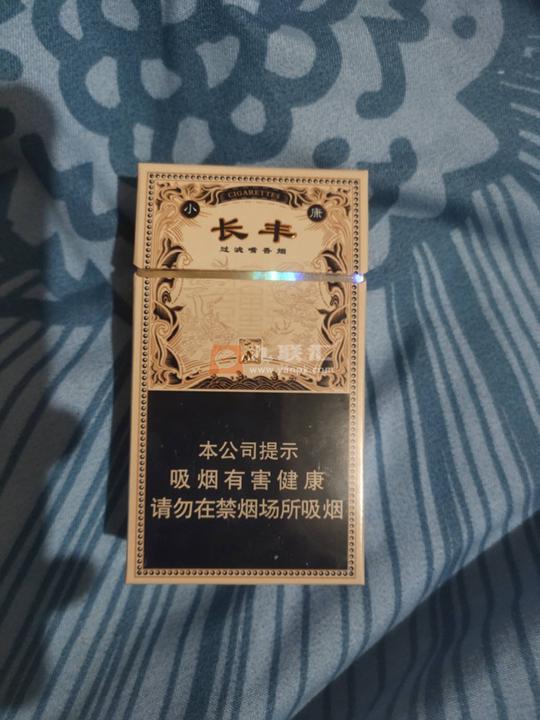 CIGARETTES
小 康
长丰
过滤嘴香烟
联
www.yanpk.com
本公司提示
吸烟有害健康
请勿在禁烟场所吸烟